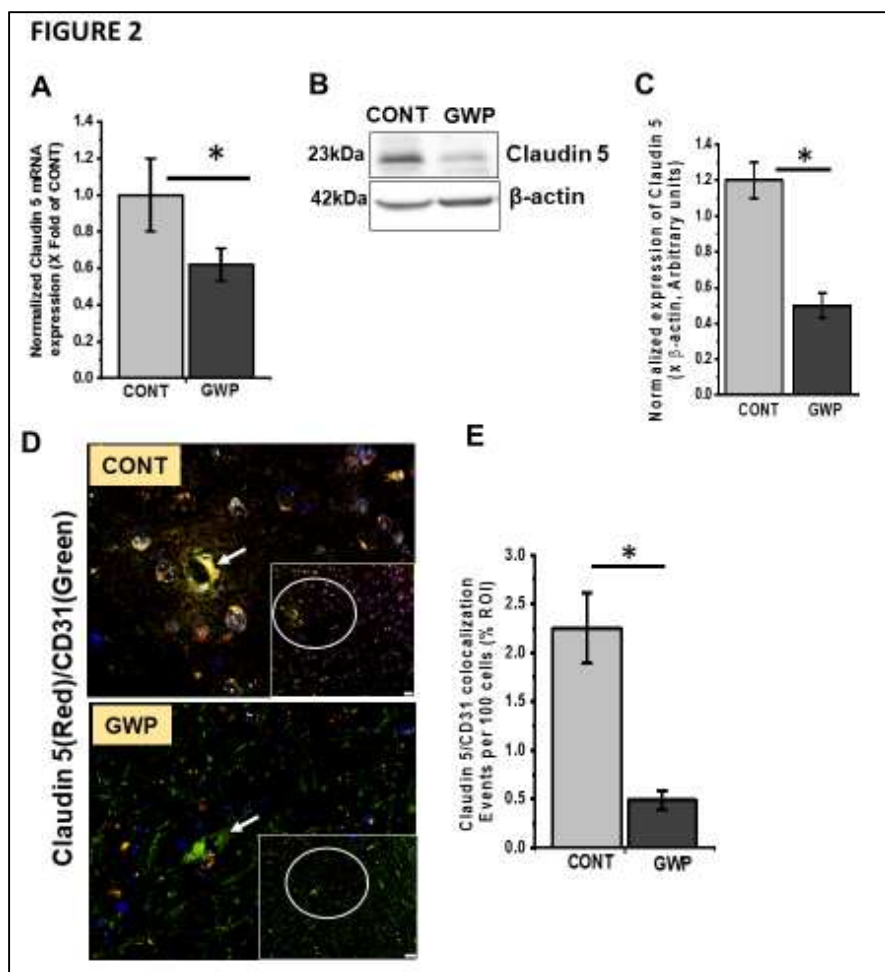 FIGURE 2
A
Normalized Claudin 5 mRNA
expression (X Fold of CONT)
1.4
1.2
1.0
0.8
0.6
0.4
0.2
0.0
*
CONT
GWP
B
CONT GWP
23kDa
Claudin 5
42kDa
β-actin
C
Normalized expression of Claudin 5
(x β-actin, Arbitrary units)
1.4
1.2
1.0
0.8
0.6
0.4
0.2
0.0
*
CONT
GWP
D
Claudin 5(Red)/CD31(Green)
CONT
GWP
E
Claudin 5/CD31 colocalization
Events per 100 cells (% ROI)
3.0
2.5
2.0
1.5
1.0
0.5
0.0
*
CONT
GWP